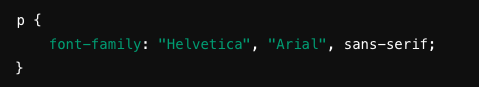 p {
    font-family: "Helvetica", "Arial", sans-serif;
}